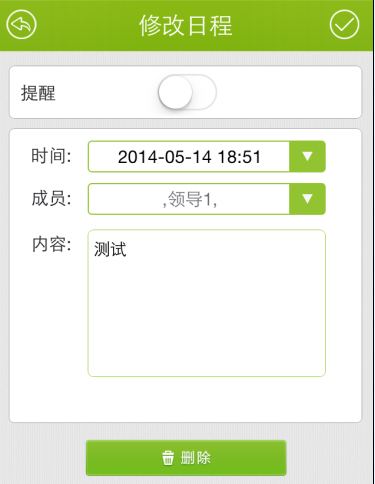 修改日程
提醒
时间: 2014-05-14 18:51
成员: ,领导1,
内容: 测试
删除